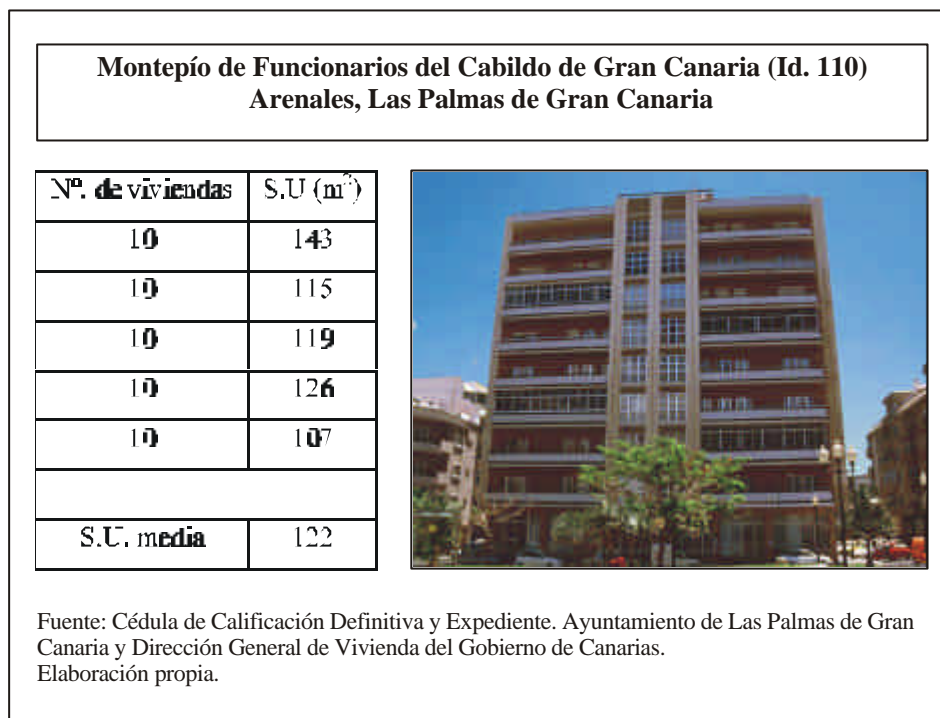 Montepío de Funcionarios del Cabildo de Gran Canaria (Id. 110)
Arenales, Las Palmas de Gran Canaria
Nº. de viviendas S.U (m²)
10 143
10 115
10 119
10 126
10 107
S.U. media 122
Fuente: Cédula de Calificación Definitiva y Expediente. Ayuntamiento de Las Palmas de Gran
Canaria y Dirección General de Vivienda del Gobierno de Canarias.
Elaboración propia.